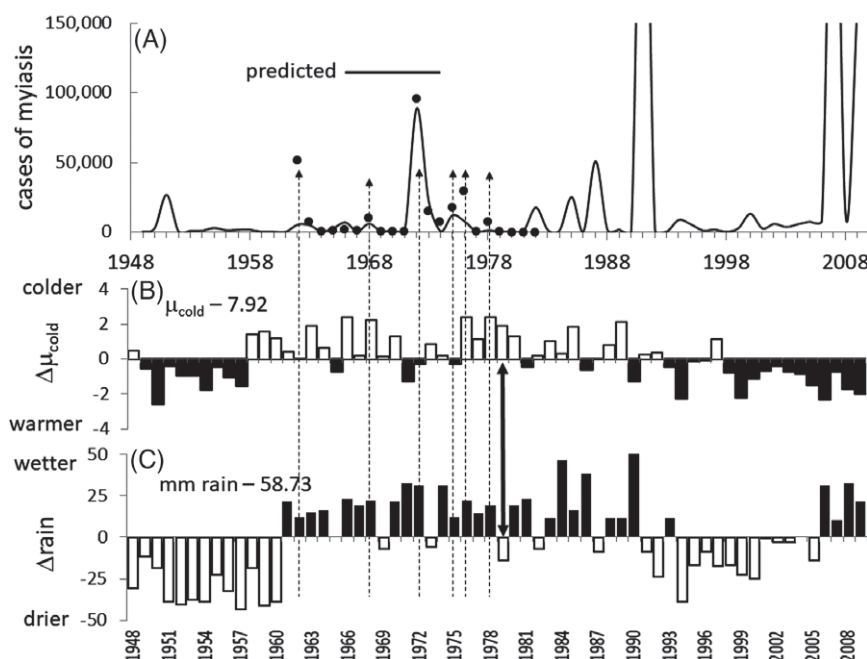 (A)
150,000
100,000
50,000
0
cases of myiasis
predicted
1948 1958 1968 1978 1988 1998 2008
colder
(B)
μcold – 7.92
4
2
0
-2
-4
Δμcold
warmer
wetter
(C)
mm rain – 58.73
50
25
0
-25
-50
Δrain
drier
1948 1951 1954 1957 1960 1963 1966 1969 1972 1975 1978 1981 1984 1987 1990 1993 1996 1999 2002 2005 2008